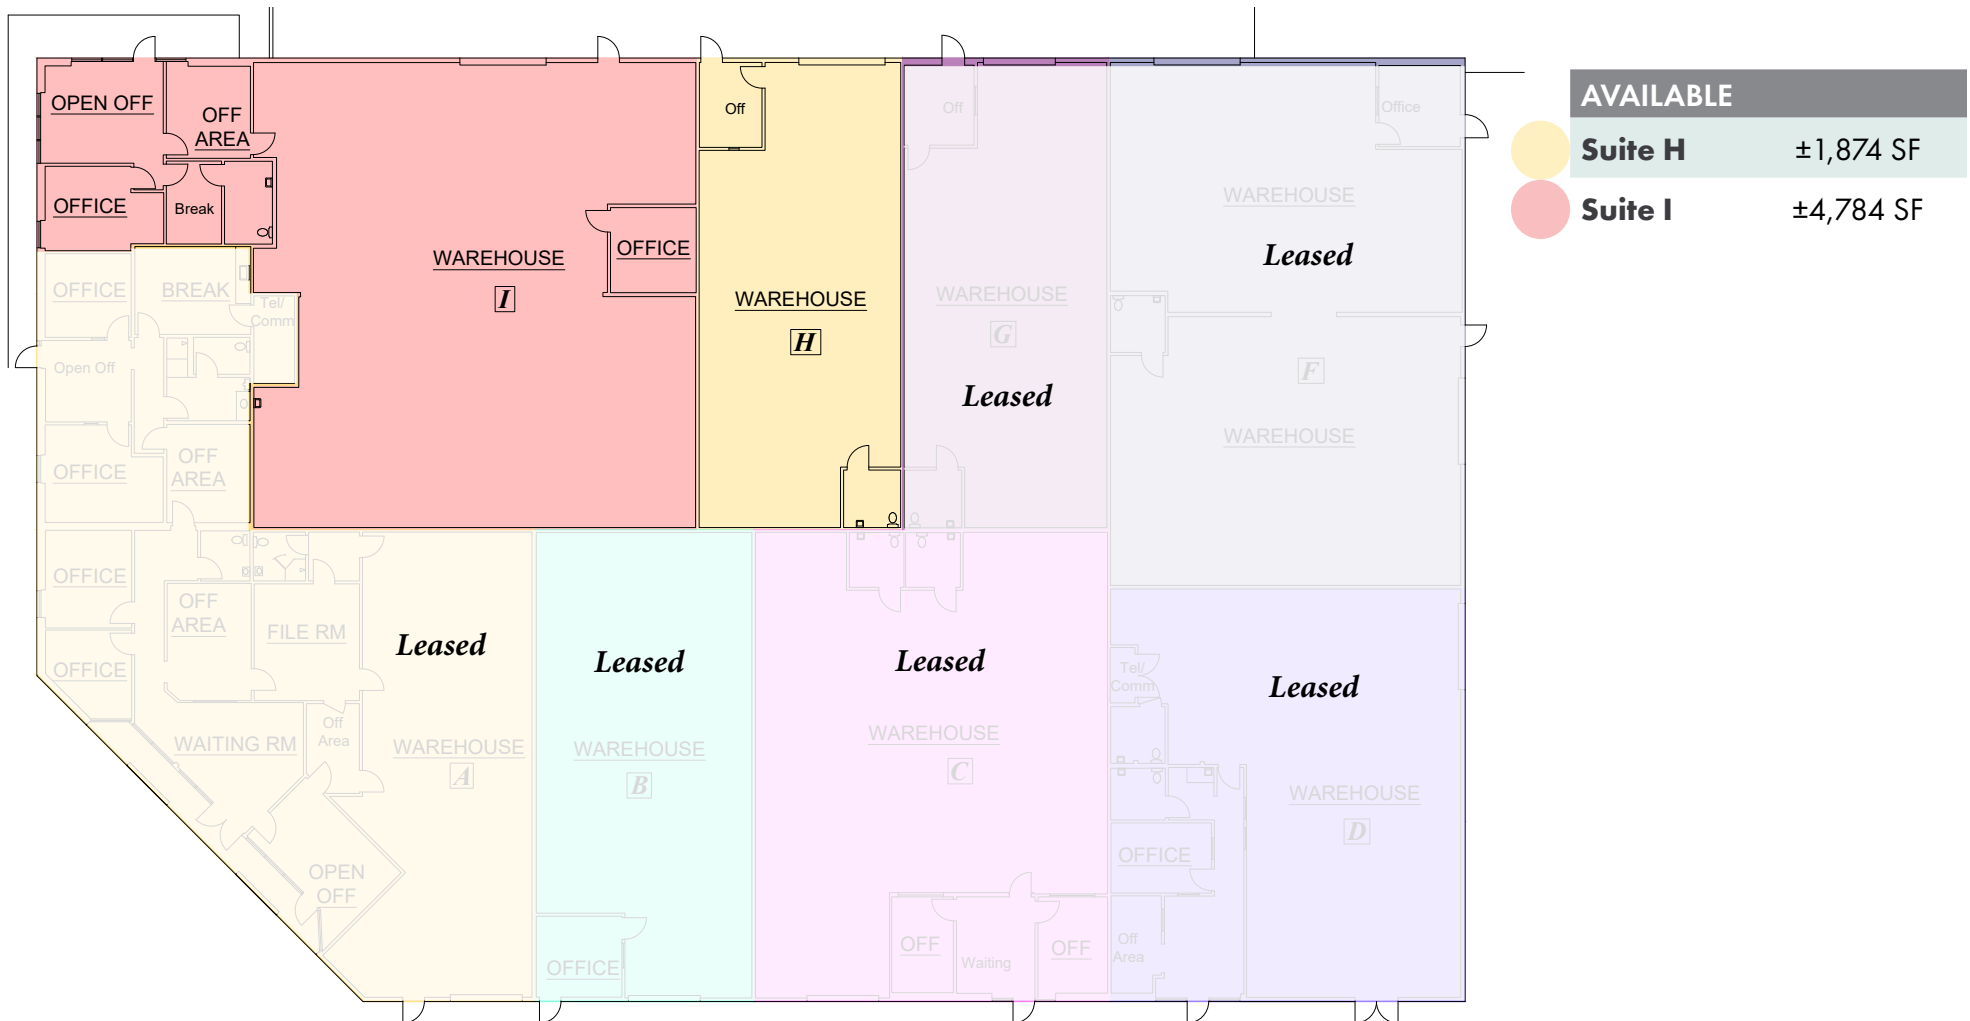 OPEN OFF
OFF
AREA
OFFICE
Break
WAREHOUSE
I
OFFICE
Off
WAREHOUSE
H
Off
WAREHOUSE
G
Leased
Office
WAREHOUSE
Leased
F
WAREHOUSE
AVAILABLE
Suite H ±1,874 SF
Suite I ±4,784 SF
OFFICE
BREAK
Tel/
Comm
Open Off
OFFICE
OFF
AREA
OFFICE
OFF
AREA
FILE RM
OFFICE
Leased
WAITING RM
Off
Area
WAREHOUSE
A
OPEN
OFF
Leased
WAREHOUSE
B
OFFICE
Leased
WAREHOUSE
C
OFF
Waiting
OFF
Tel/
Comm
Leased
WAREHOUSE
D
OFFICE
Off
Area